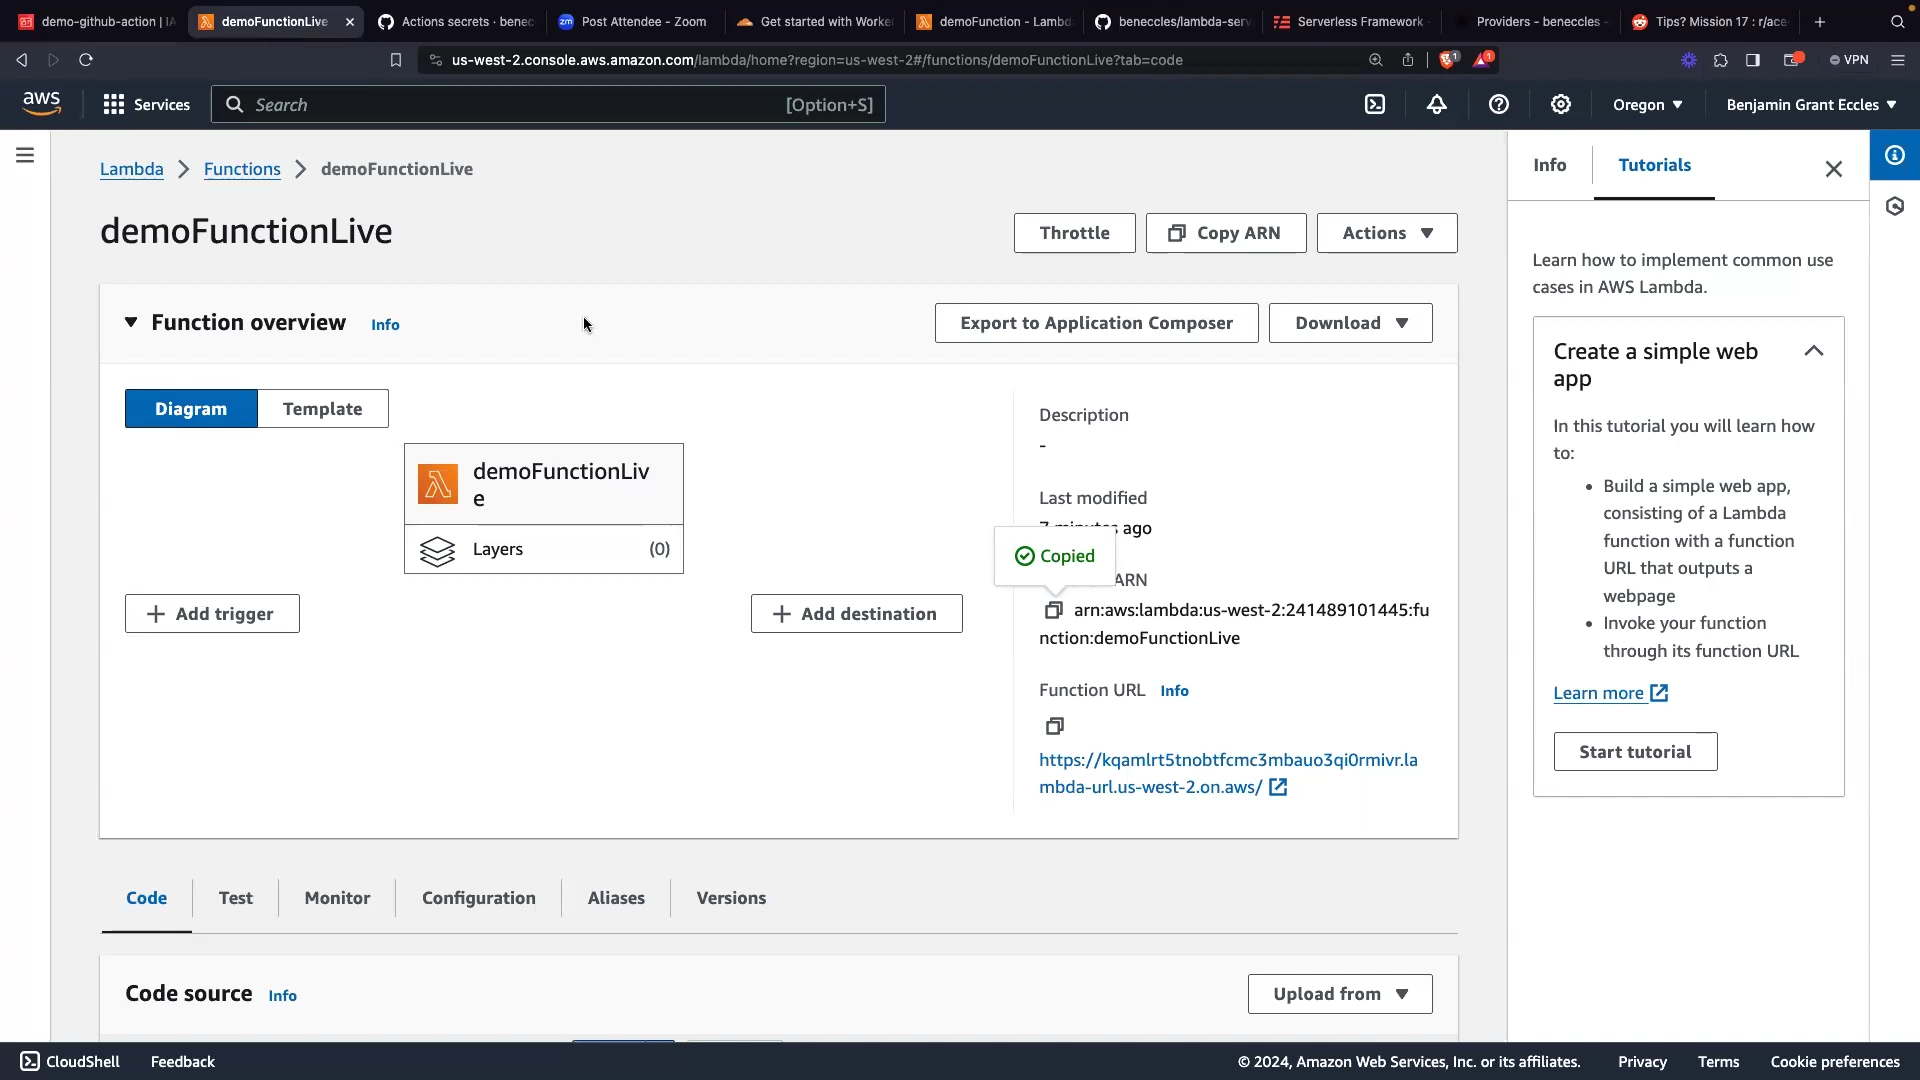 demo-github-action | IA
demoFunctionLive
Actions secrets · benec
Post Attendee - Zoom
Get started with Worker
demoFunction - Lambd
beneccles/lambda-serv
Serverless Framework -
Providers - beneccles -
Tips? Mission 17 : r/ace
us-west-2.console.aws.amazon.com/lambda/home?region=us-west-2#/functions/demoFunctionLive?tab=code
1
1
VPN
aws
Services
Search
[Option+S]
Oregon
Benjamin Grant Eccles
Lambda
Functions
demoFunctionLive
demoFunctionLive
Throttle
Copy ARN
Actions
Function overview
Info
Export to Application Composer
Download
Diagram
Template
demoFunctionLiv
e
Layers
(0)
Add trigger
Add destination
Description
-
Last modified
7 minutes ago
Copied
ARN
arn:aws:lambda:us-west-2:241489101445:fu
nction:demoFunctionLive
Function URL
Info
https://kqamlrt5tnobtfcmc3mbauo3qi0rmivr.la
mbda-url.us-west-2.on.aws/
Code
Test
Monitor
Configuration
Aliases
Versions
Code source
Info
Upload from
Info
Tutorials
Learn how to implement common use
cases in AWS Lambda.
Create a simple web
app
In this tutorial you will learn how
to:
• Build a simple web app,
consisting of a Lambda
function with a function
URL that outputs a
webpage
• Invoke your function
through its function URL
Learn more
Start tutorial
CloudShell
Feedback
© 2024, Amazon Web Services, Inc. or its affiliates.
Privacy
Terms
Cookie preferences